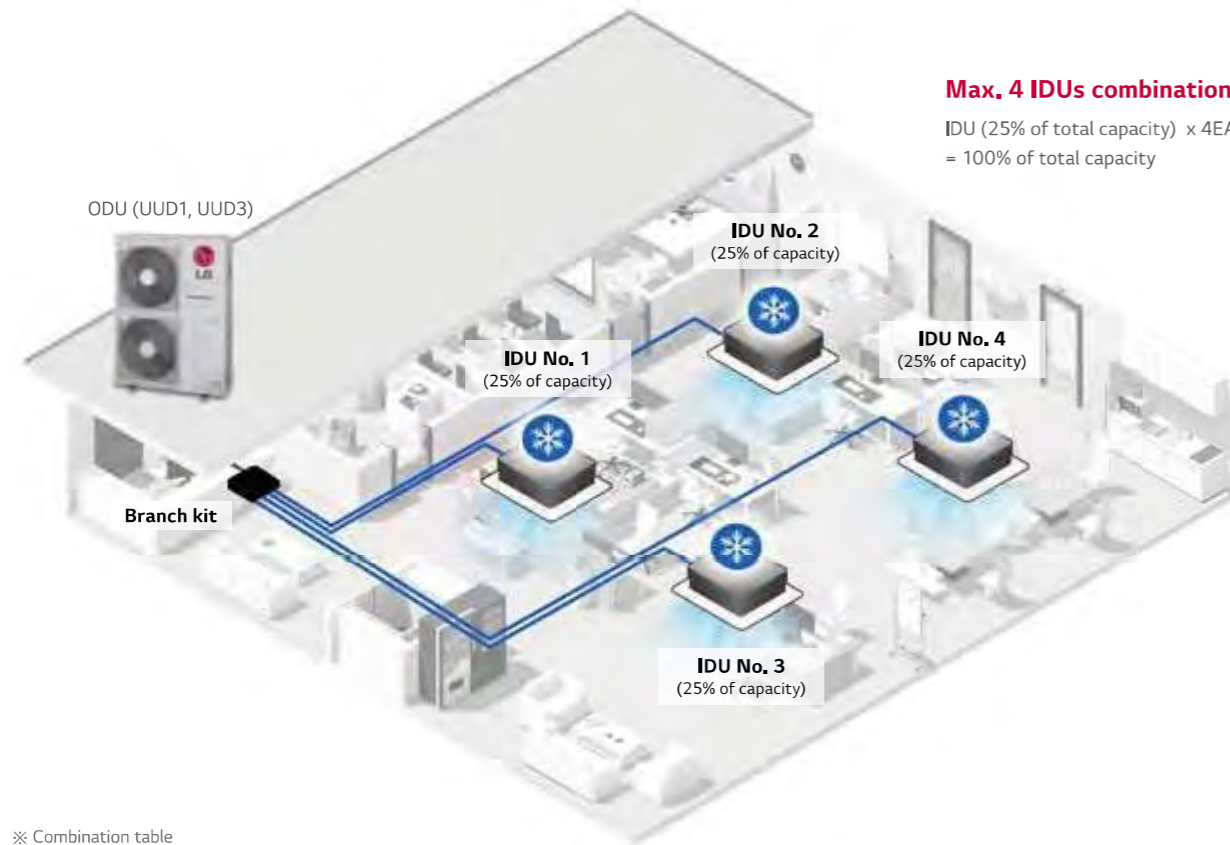 Max. 4 IDUs combination
IDU (25% of total capacity) x 4EA
= 100% of total capacity
ODU (UUD1, UUD3)
LG
IDU No. 2
(25% of capacity)
IDU No. 4
(25% of capacity)
IDU No. 1
(25% of capacity)
Branch kit
IDU No. 3
(25% of capacity)
※ Combination table